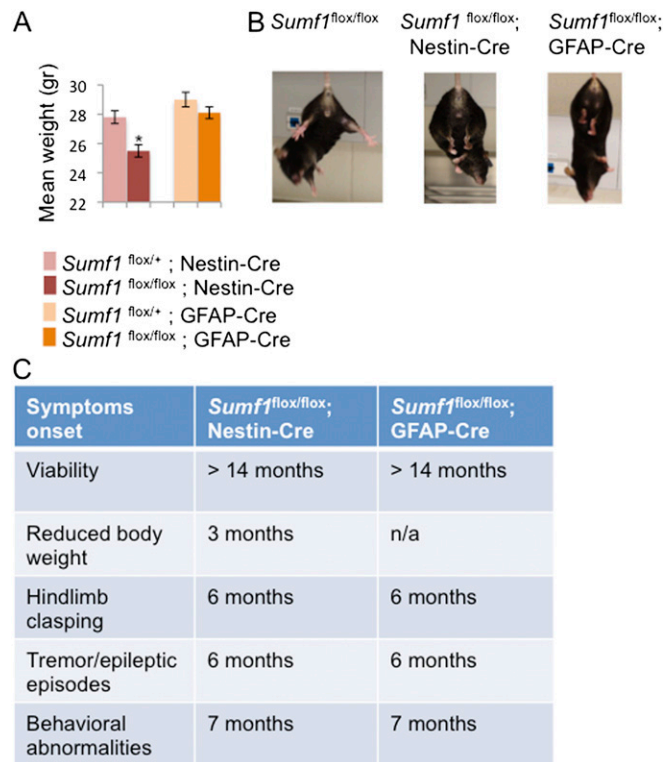 A
B
Sumf1flox/flox
Sumf1 flox/flox;
Nestin-Cre
Sumf1flox/flox;
GFAP-Cre
Mean weight (gr)
30
28
26
24
22
*
Sumf1 flox/+ ; Nestin-Cre
Sumf1 flox/flox ; Nestin-Cre
Sumf1 flox/+ ; GFAP-Cre
Sumf1 flox/flox ; GFAP-Cre
C
Symptoms
onset
Sumf1flox/flox;
Nestin-Cre
Sumf1flox/flox;
GFAP-Cre
Viability
> 14 months
> 14 months
Reduced body
weight
3 months
n/a
Hindlimb
clasping
6 months
6 months
Tremor/epileptic
episodes
6 months
6 months
Behavioral
abnormalities
7 months
7 months